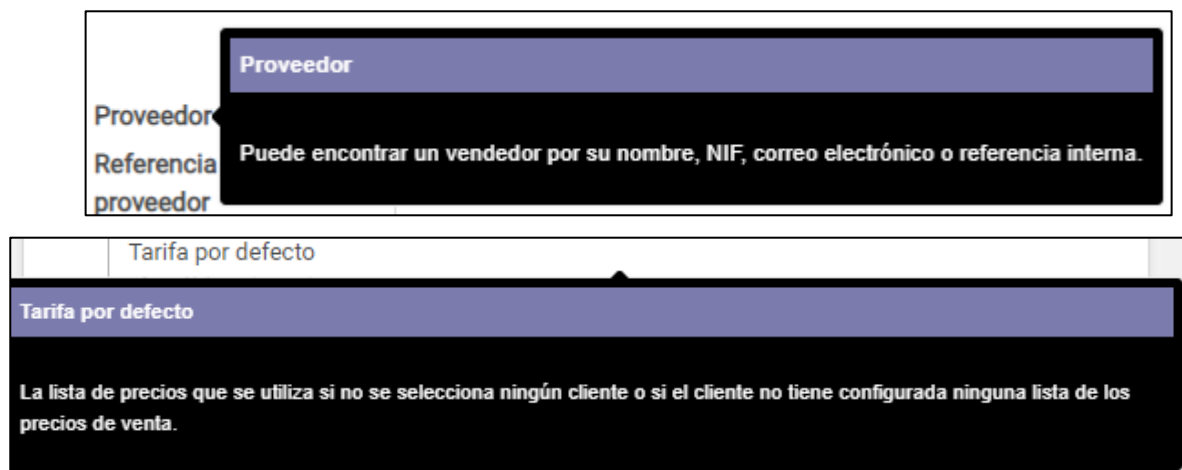 Proveedor
Proveedor
Puede encontrar un vendedor por su nombre, NIF, correo electrónico o referencia interna.
Referencia
proveedor
Tarifa por defecto
Tarifa por defecto
La lista de precios que se utiliza si no se selecciona ningún cliente o si el cliente no tiene configurada ninguna lista de los
precios de venta.